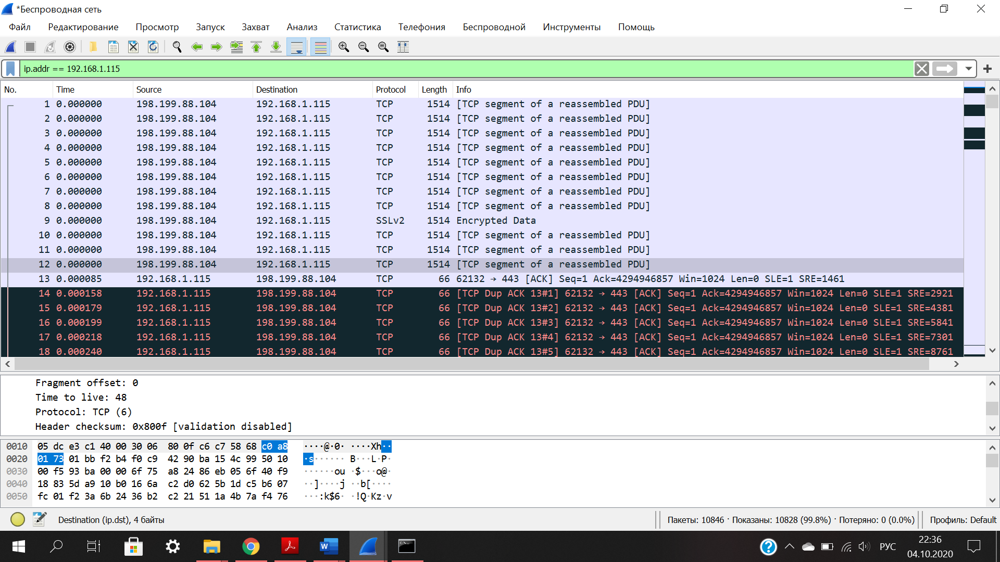 *Беспроводная сеть
Файл Редактирование Просмотр Запуск Захват Анализ Статистика Телефония Беспроводной Инструменты Помощь
ip.addr == 192.168.1.115
No. Time Source Destination Protocol Length Info
1 0.000000 198.199.88.104 192.168.1.115 TCP 1514 [TCP segment of a reassembled PDU]
2 0.000000 198.199.88.104 192.168.1.115 TCP 1514 [TCP segment of a reassembled PDU]
3 0.000000 198.199.88.104 192.168.1.115 TCP 1514 [TCP segment of a reassembled PDU]
4 0.000000 198.199.88.104 192.168.1.115 TCP 1514 [TCP segment of a reassembled PDU]
5 0.000000 198.199.88.104 192.168.1.115 TCP 1514 [TCP segment of a reassembled PDU]
6 0.000000 198.199.88.104 192.168.1.115 TCP 1514 [TCP segment of a reassembled PDU]
7 0.000000 198.199.88.104 192.168.1.115 TCP 1514 [TCP segment of a reassembled PDU]
8 0.000000 198.199.88.104 192.168.1.115 TCP 1514 [TCP segment of a reassembled PDU]
9 0.000000 198.199.88.104 192.168.1.115 SSLv2 1514 Encrypted Data
10 0.000000 198.199.88.104 192.168.1.115 TCP 1514 [TCP segment of a reassembled PDU]
11 0.000000 198.199.88.104 192.168.1.115 TCP 1514 [TCP segment of a reassembled PDU]
12 0.000000 198.199.88.104 192.168.1.115 TCP 1514 [TCP segment of a reassembled PDU]
13 0.000085 192.168.1.115 198.199.88.104 TCP 66 62132 → 443 [ACK] Seq=1 Ack=4294946857 Win=1024 Len=0 SLE=1 SRE=1461
14 0.000158 192.168.1.115 198.199.88.104 TCP 66 [TCP Dup ACK 13#1] 62132 → 443 [ACK] Seq=1 Ack=4294946857 Win=1024 Len=0 SLE=1 SRE=2921
15 0.000179 192.168.1.115 198.199.88.104 TCP 66 [TCP Dup ACK 13#2] 62132 → 443 [ACK] Seq=1 Ack=4294946857 Win=1024 Len=0 SLE=1 SRE=4381
16 0.000199 192.168.1.115 198.199.88.104 TCP 66 [TCP Dup ACK 13#3] 62132 → 443 [ACK] Seq=1 Ack=4294946857 Win=1024 Len=0 SLE=1 SRE=5841
17 0.000218 192.168.1.115 198.199.88.104 TCP 66 [TCP Dup ACK 13#4] 62132 → 443 [ACK] Seq=1 Ack=4294946857 Win=1024 Len=0 SLE=1 SRE=7301
18 0.000240 192.168.1.115 198.199.88.104 TCP 66 [TCP Dup ACK 13#5] 62132 → 443 [ACK] Seq=1 Ack=4294946857 Win=1024 Len=0 SLE=1 SRE=8761
Fragment offset: 0
Time to live: 48
Protocol: TCP (6)
Header checksum: 0x800f [validation disabled]
0010 05 dc e3 c1 40 00 30 06 80 0f c6 c7 58 68 c0 a8 ····@·0· ····Xh··
0020 01 73 01 bb f2 b4 f0 c9 42 90 ba 15 4c 99 50 10 ·s······ B···L·P·
0030 00 f5 93 ba 00 00 6f 75 a8 24 86 eb 05 6f 40 f9 ······ou ·$···o@·
0040 18 83 5d a9 10 b0 16 6a c2 d0 62 5b 1d c5 b6 07 ··]····j ··b[····
0050 fc 01 f2 3a 6b 24 36 b2 c2 21 51 1a 4b 7a f4 76 ···:k$6· ·!Q·Kz·v
Destination (ip.dst), 4 байты Пакеты: 10846 · Показаны: 10828 (99.8%) · Потеряно: 0 (0.0%) Профиль: Default
РУС 22:36
04.10.2020